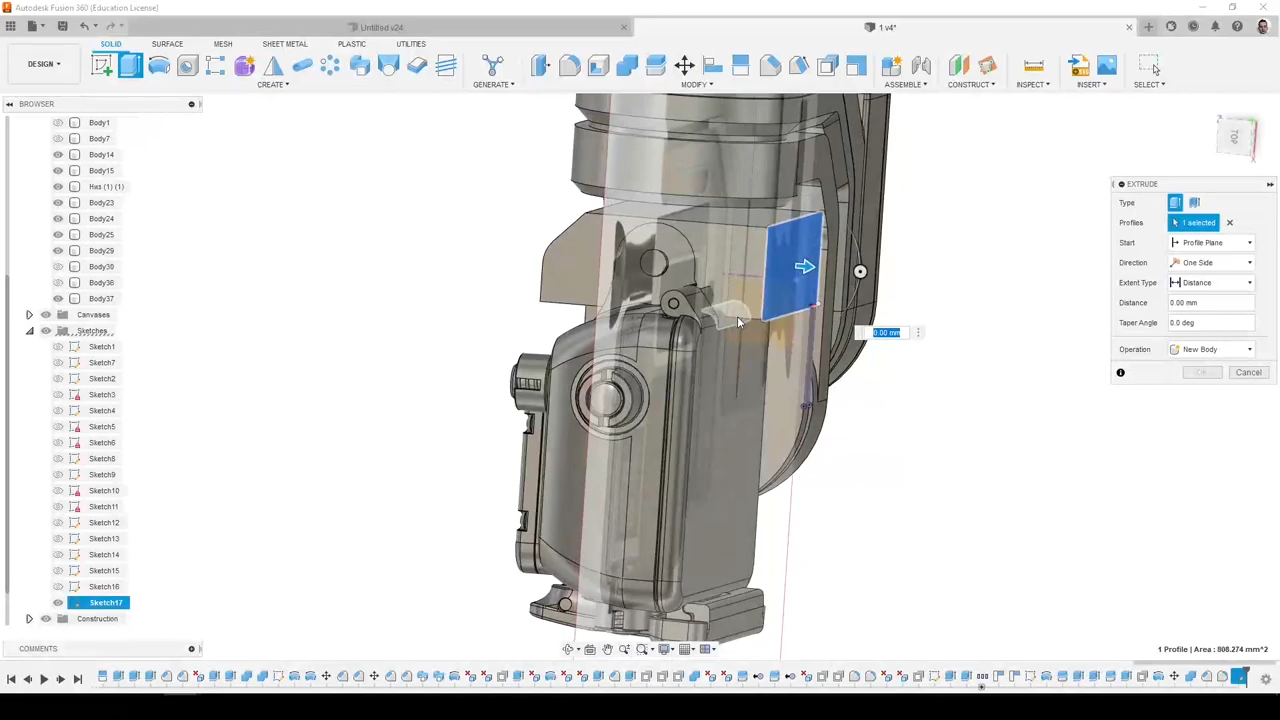 Autodesk Fusion 360 (Education License)
Untitled v24
1 v4*
DESIGN
SOLID
SURFACE
MESH
SHEET METAL
PLASTIC
UTILITIES
CREATE
GENERATE
MODIFY
ASSEMBLE
CONSTRUCT
INSPECT
INSERT
SELECT
BROWSER
Body1
Body7
Body14
Body15
Низ (1) (1)
Body23
Body24
Body25
Body29
Body30
Body36
Body37
Canvases
Sketches
Sketch1
Sketch7
Sketch2
Sketch3
Sketch4
Sketch5
Sketch6
Sketch8
Sketch9
Sketch10
Sketch11
Sketch12
Sketch13
Sketch14
Sketch15
Sketch16
Sketch17
Construction
COMMENTS
TOP
0.00 mm
EXTRUDE
Type
Profiles 1 selected
Start Profile Plane
Direction One Side
Extent Type Distance
Distance 0.00 mm
Taper Angle 0.0 deg
Operation New Body
OK Cancel
1 Profile | Area : 808.274 mm^2